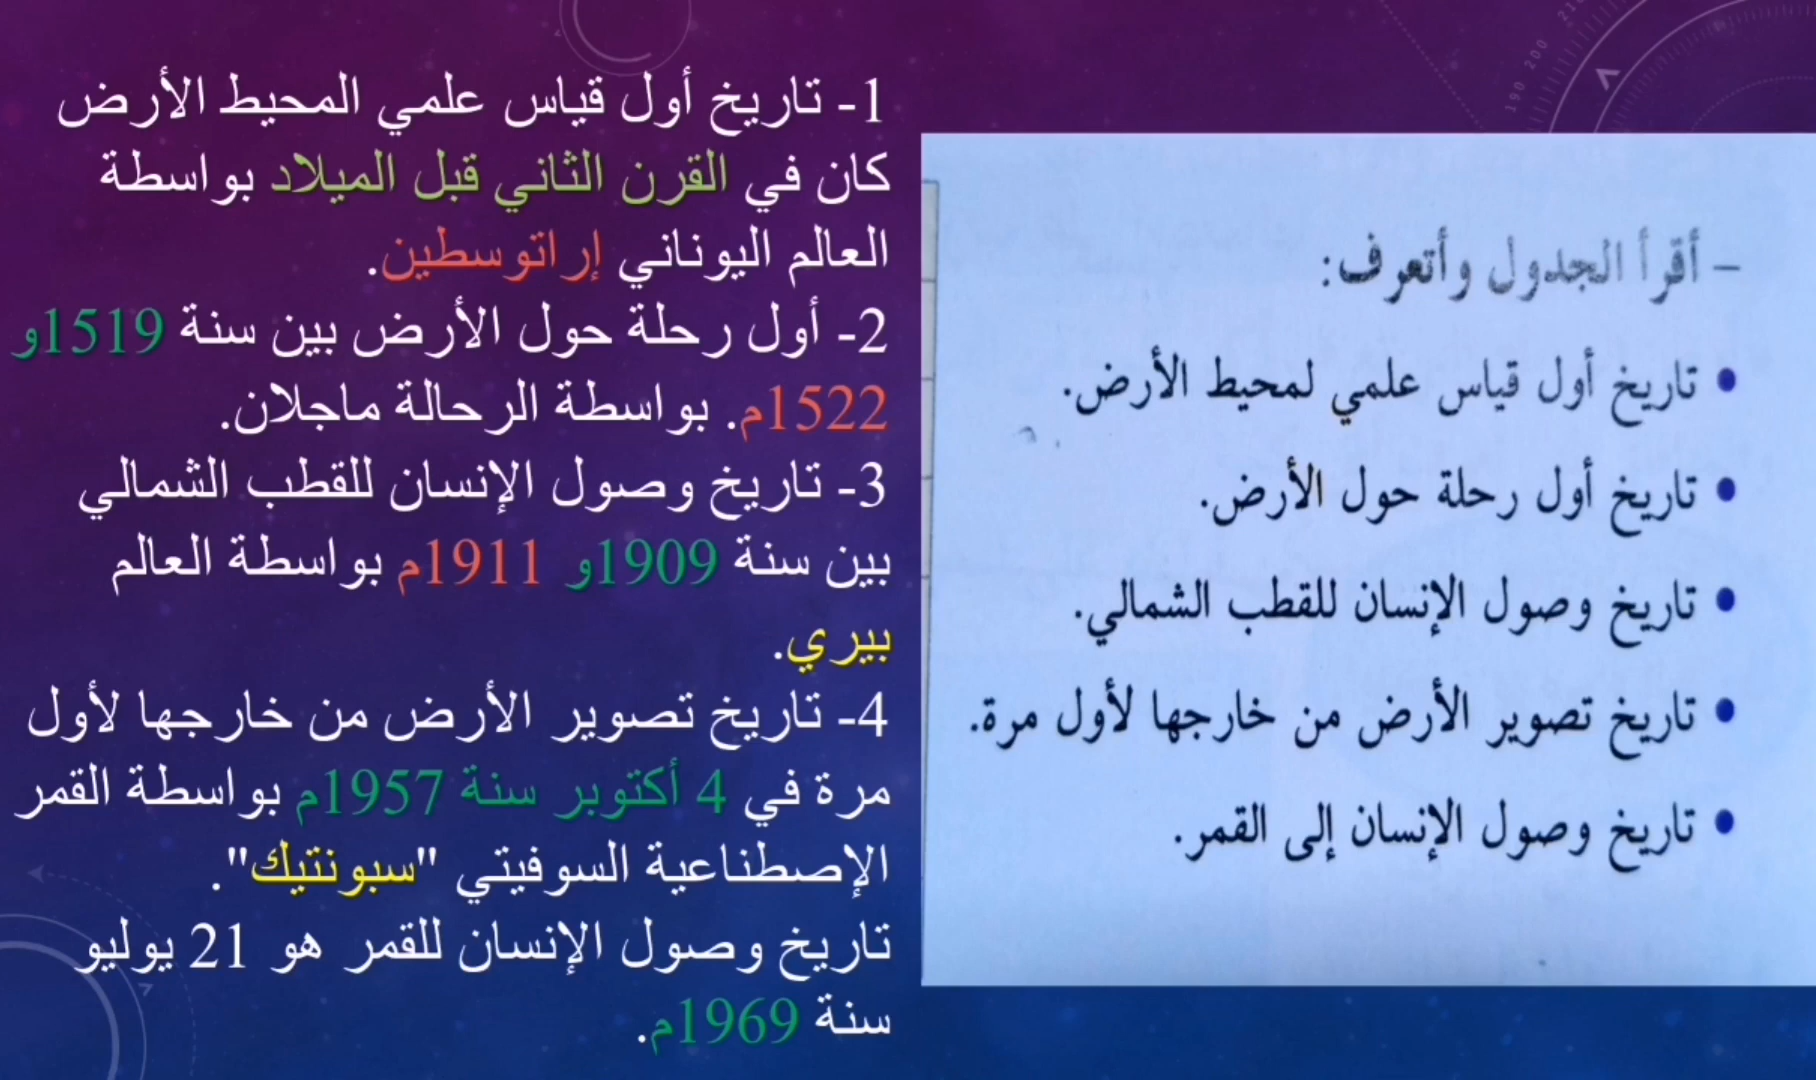 - أقرأ الجدول وأتعرف:
• تاريخ أول قياس علمي لمحيط الأرض.
• تاريخ أول رحلة حول الأرض.
• تاريخ وصول الإنسان للقطب الشمالي.
• تاريخ تصوير الأرض من خارجها لأول مرة.
• تاريخ وصول الإنسان إلى القمر.
1- تاريخ أول قياس علمي المحيط الأرض
كان في القرن الثاني قبل الميلاد بواسطة
العالم اليوناني إراتوسطين.
2- أول رحلة حول الأرض بين سنة 1519و
1522م. بواسطة الرحالة ماجلان.
3- تاريخ وصول الإنسان للقطب الشمالي
بين سنة 1909و 1911م بواسطة العالم
بيري.
4- تاريخ تصوير الأرض من خارجها لأول
مرة في 4 أكتوبر سنة 1957م بواسطة القمر
الإصطناعية السوفيتي "سبونتيك".
تاريخ وصول الإنسان للقمر هو 21 يوليو
سنة 1969م.
190 200 210